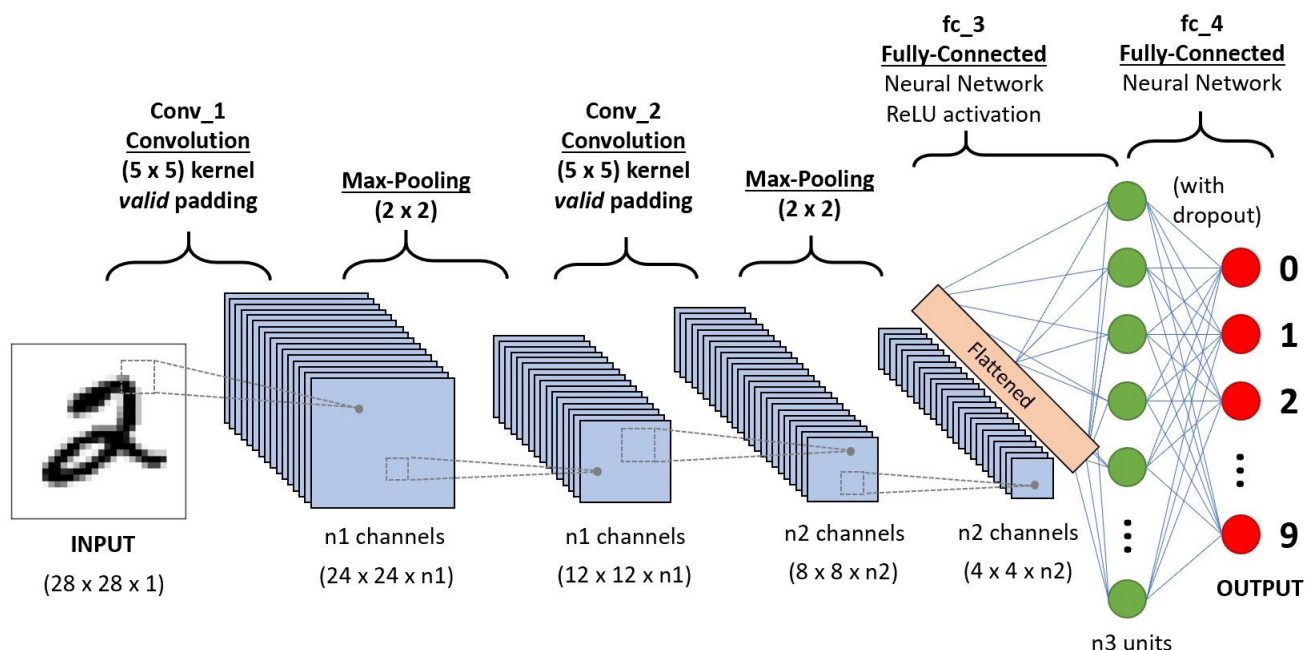 Conv_1
Convolution
(5 x 5) kernel
valid padding
Max-Pooling
(2 x 2)
Conv_2
Convolution
(5 x 5) kernel
valid padding
Max-Pooling
(2 x 2)
fc_3
Fully-Connected
Neural Network
ReLU activation
fc_4
Fully-Connected
Neural Network
(with
dropout)
Flattened
0
1
2
9
OUTPUT
INPUT
(28 x 28 x 1)
n1 channels
(24 x 24 x n1)
n1 channels
(12 x 12 x n1)
n2 channels
(8 x 8 x n2)
n2 channels
(4 x 4 x n2)
n3 units